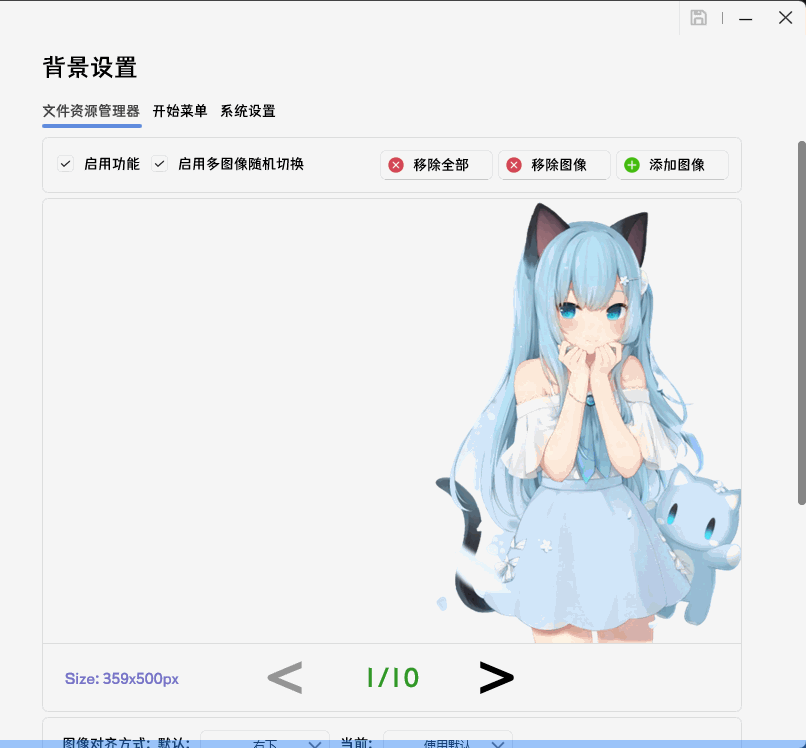 背景设置
文件资源管理器 开始菜单 系统设置
启用功能 启用多图像随机切换 移除全部 移除图像 添加图像
Size: 359x500px < 1/10 >
图像对齐方式: 默认: 右下 当前: 使用默认